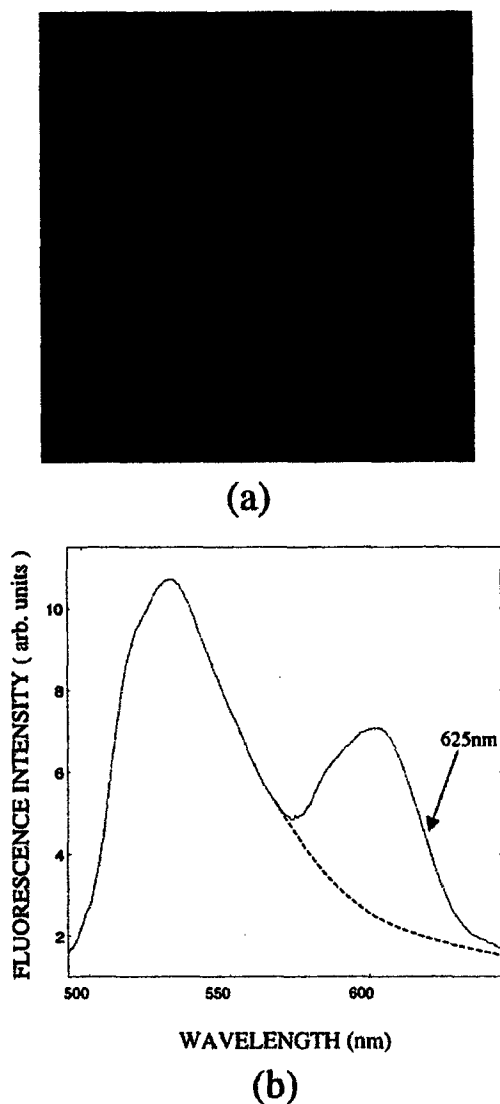 (a)
FLUORESCENCE INTENSITY ( arb. units )
10
8
6
4
2
625nm
500
550
600
WAVELENGTH (nm)
(b)